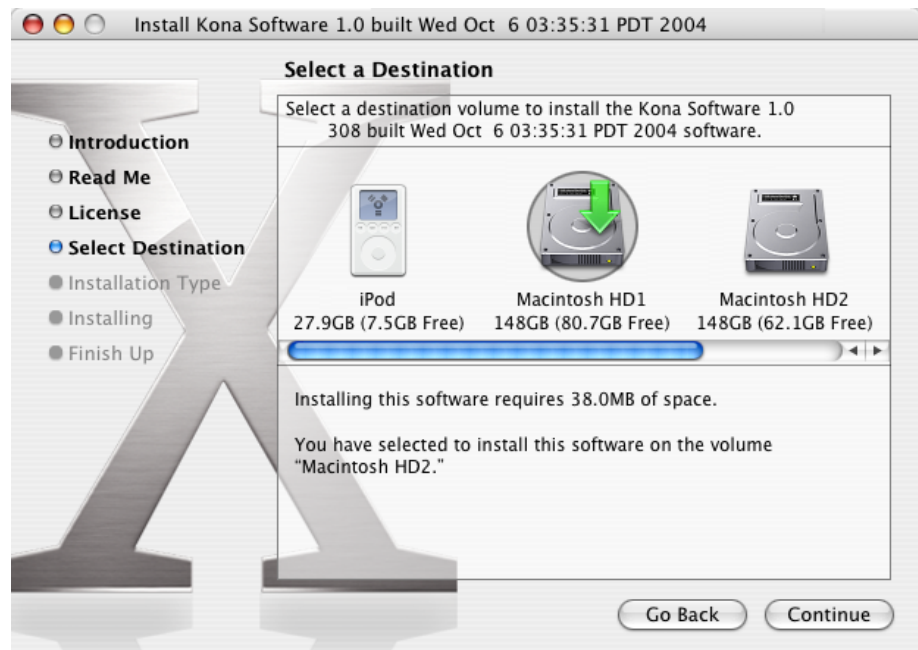 Install Kona Software 1.0 built Wed Oct  6 03:35:31 PDT 2004
Select a Destination
Introduction
Read Me
License
Select Destination
Installation Type
Installing
Finish Up
Select a destination volume to install the Kona Software 1.0
308 built Wed Oct  6 03:35:31 PDT 2004 software.
iPod
27.9GB (7.5GB Free)
Macintosh HD1
148GB (80.7GB Free)
Macintosh HD2
148GB (62.1GB Free)
Installing this software requires 38.0MB of space.
You have selected to install this software on the volume
“Macintosh HD2.”
Go Back
Continue